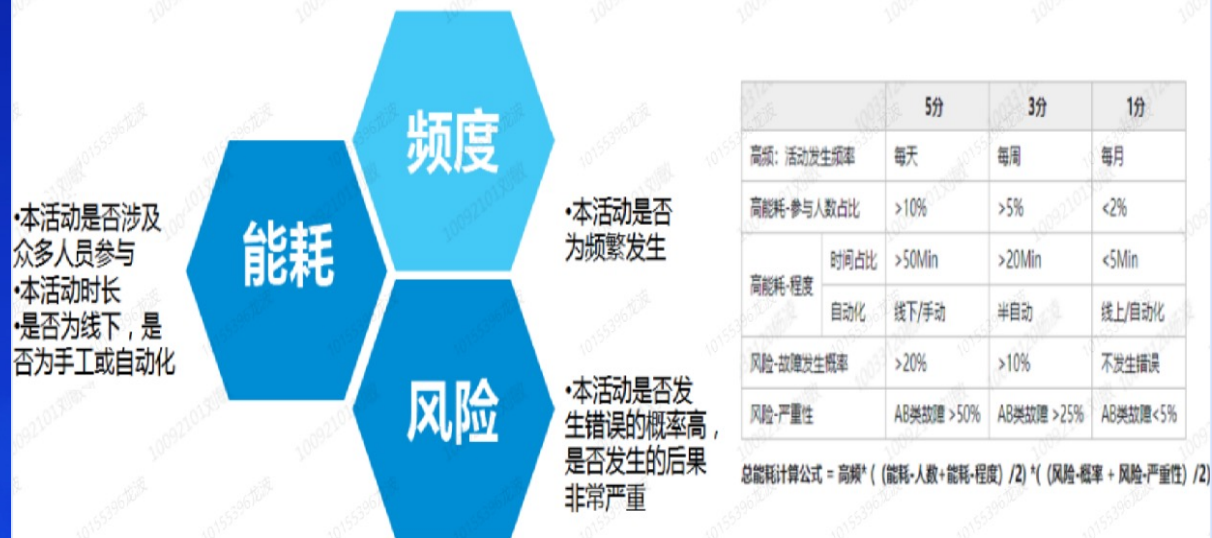 频度
能耗
风险
•本活动是否涉及
众多人员参与
•本活动时长
•是否为线下，是
否为手工或自动化
•本活动是否
为频繁发生
•本活动是否发
生错误的概率高，
是否发生的后果
非常严重
5分 3分 1分
高频：活动发生频率 每天 每周 每月
高能耗-参与人数占比 >10% >5% <2%
高能耗-程度 时间占比 >50Min >20Min <5Min
自动化 线下/手动 半自动 线上/自动化
风险-故障发生概率 >20% >10% 不发生错误
风险-严重性 AB类故障 >50% AB类故障 >25% AB类故障<5%
总能耗计算公式 = 高频* ( (能耗-人数+能耗-程度) /2) *( (风险-概率 + 风险-严重性) /2)